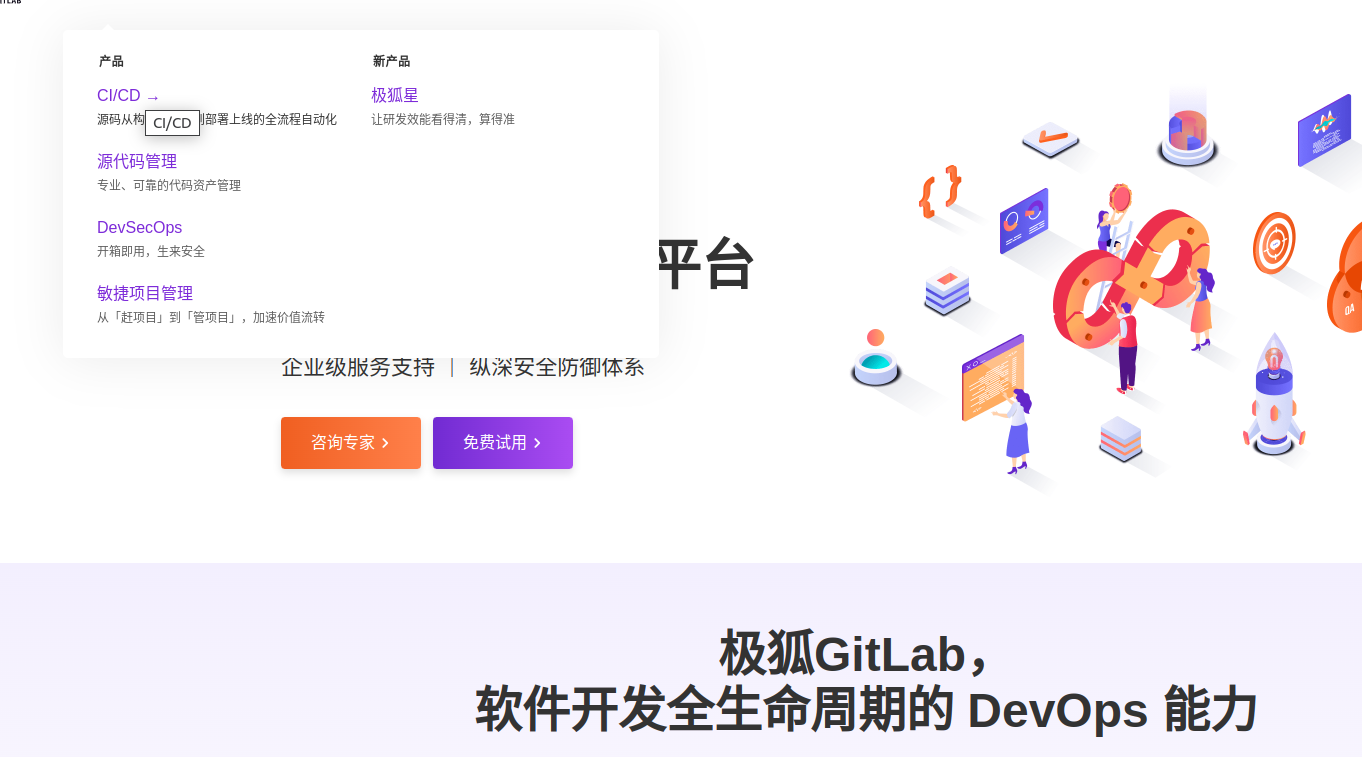 产品
CI/CD →
源码从构
CI/CD
部署上线的全流程自动化
源代码管理
专业、可靠的代码资产管理
DevSecOps
开箱即用，生来安全
敏捷项目管理
从「赶项目」到「管项目」，加速价值流转
新产品
极狐星
让研发效能看得清，算得准
平台
企业级服务支持 | 纵深安全防御体系
咨询专家
免费试用
{ }
QA
极狐GitLab，
软件开发全生命周期的 DevOps 能力